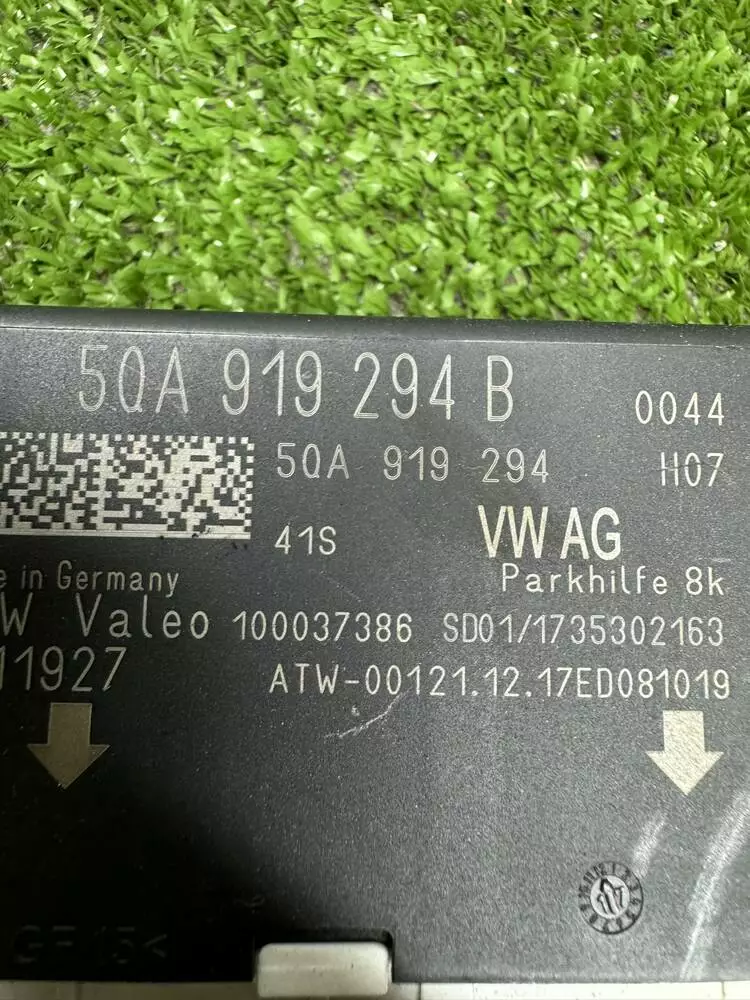 5QA 919 294 B 0044
5QA 919 294 H07
41S VW AG
e in Germany Parkhilfe 8k
W Valeo 100037386 SD01/1735302163
11927 ATW-00121.12.17ED081019